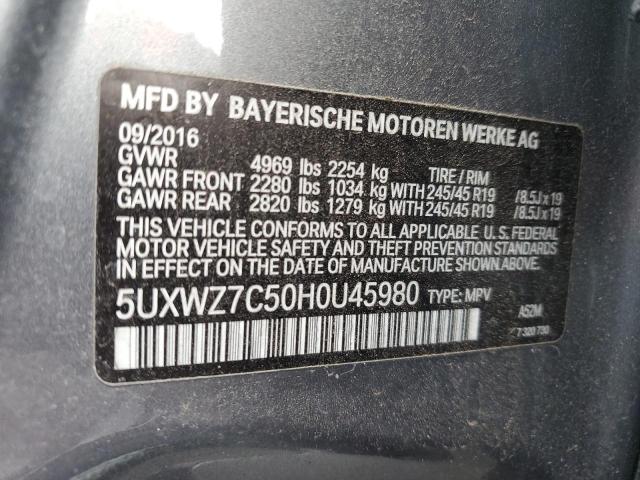 MFD BY BAYERISCHE MOTOREN WERKE AG
09/2016
GVWR 4969 lbs 2254 kg TIRE / RIM
GAWR FRONT 2280 lbs 1034 kg WITH 245/45 R19 /8.5J x 19
GAWR REAR 2820 lbs 1279 kg WITH 245/45 R19 /8.5J x 19
THIS VEHICLE CONFORMS TO ALL APPLICABLE U. S. FEDERAL
MOTOR VEHICLE SAFETY AND THEFT PREVENTION STANDARDS
IN EFFECT ON THE DATE OF MANUFACTURE SHOWN ABOVE.
5UXWZ7C50H0U45980 TYPE: MPV
A52M
7 320 730